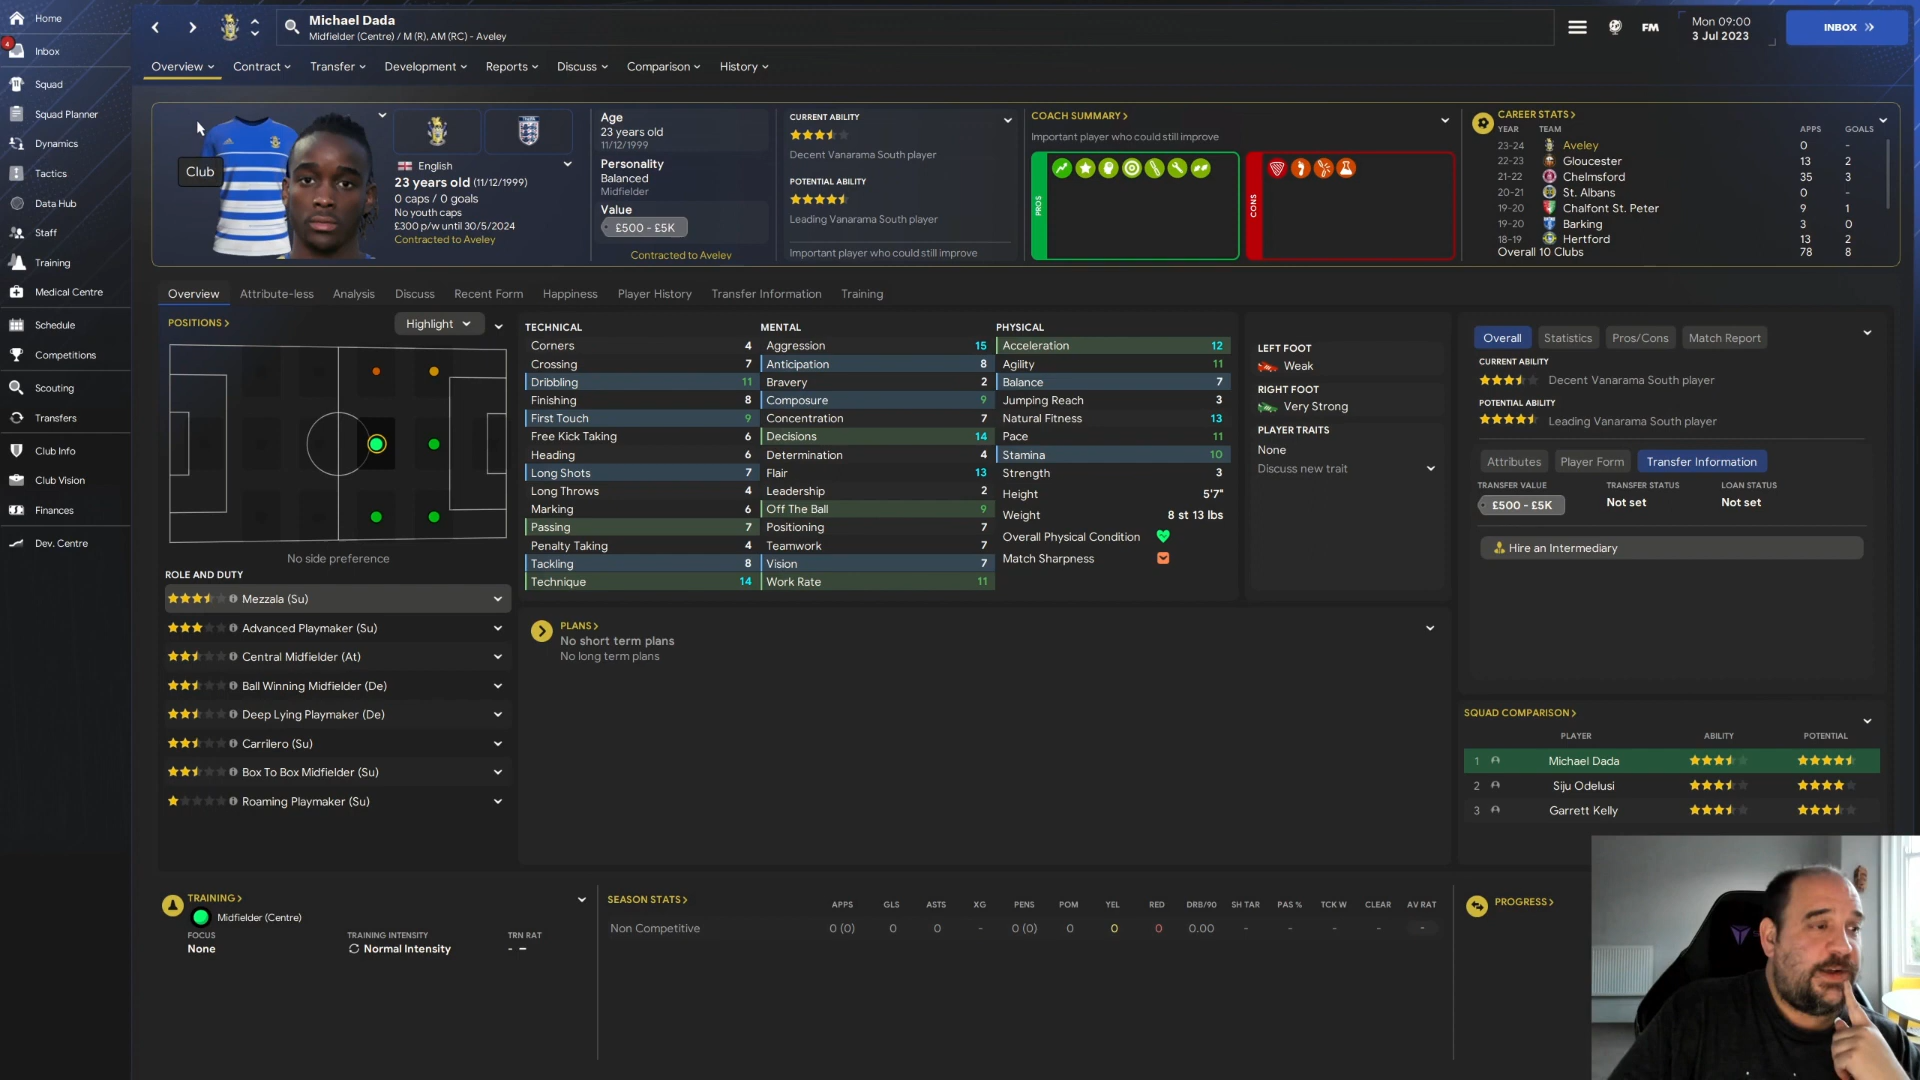 Home
4
Inbox
Squad
Squad Planner
Dynamics
Tactics
Data Hub
Staff
Training
Medical Centre
Schedule
Competitions
Scouting
Transfers
Club Info
Club Vision
Finances
Dev. Centre
Michael Dada
Midfielder (Centre) / M (R), AM (RC) - Aveley
FM
Mon 09:00
3 Jul 2023
INBOX
Overview Contract Transfer Development Reports Discuss Comparison History
Club
English
23 years old (11/12/1999)
0 caps / 0 goals
No youth caps
£300 p/w until 30/5/2024
Contracted to Aveley
Age
23 years old
11/12/1999
Personality
Balanced
Midfielder
Value
£500 - £5K
Contracted to Aveley
CURRENT ABILITY
Decent Vanarama South player
POTENTIAL ABILITY
Leading Vanarama South player
Important player who could still improve
COACH SUMMARY >
Important player who could still improve
PROS
CONS
CAREER STATS >
YEAR TEAM APPS GOALS
23-24 Aveley 0 -
22-23 Gloucester 13 2
21-22 Chelmsford 35 3
20-21 St. Albans 0 -
19-20 Chalfont St. Peter 9 1
19-20 Barking 3 0
18-19 Hertford 13 2
Overall 10 Clubs 78 8
Overview Attribute-less Analysis Discuss Recent Form Happiness Player History Transfer Information Training
POSITIONS >
Highlight
No side preference
ROLE AND DUTY
Mezzala (Su)
Advanced Playmaker (Su)
Central Midfielder (At)
Ball Winning Midfielder (De)
Deep Lying Playmaker (De)
Carrilero (Su)
Box To Box Midfielder (Su)
Roaming Playmaker (Su)
TECHNICAL
Corners 4
Crossing 7
Dribbling 11
Finishing 8
First Touch 9
Free Kick Taking 6
Heading 6
Long Shots 7
Long Throws 4
Marking 6
Passing 7
Penalty Taking 4
Tackling 8
Technique 14
MENTAL
Aggression 15
Anticipation 8
Bravery 2
Composure 9
Concentration 7
Decisions 14
Determination 4
Flair 13
Leadership 2
Off The Ball 9
Positioning 7
Teamwork 7
Vision 7
Work Rate 11
PHYSICAL
Acceleration 12
Agility 11
Balance 7
Jumping Reach 3
Natural Fitness 13
Pace 11
Stamina 10
Strength 3
Height 5'7"
Weight 8 st 13 lbs
Overall Physical Condition
Match Sharpness
LEFT FOOT
Weak
RIGHT FOOT
Very Strong
PLAYER TRAITS
None
Discuss new trait
PLANS >
No short term plans
No long term plans
Overall Statistics Pros/Cons Match Report
CURRENT ABILITY
Decent Vanarama South player
POTENTIAL ABILITY
Leading Vanarama South player
Attributes Player Form Transfer Information
TRANSFER VALUE TRANSFER STATUS LOAN STATUS
£500 - £5K Not set Not set
Hire an Intermediary
SQUAD COMPARISON >
PLAYER ABILITY POTENTIAL
1 Michael Dada
2 Siju Odelusi
3 Garrett Kelly
TRAINING >
Midfielder (Centre)
FOCUS TRAINING INTENSITY TRN RAT
None Normal Intensity - -
SEASON STATS > APPS GLS ASTS XG PENS POM YEL RED DRB/90 SH TAR PAS % TCK W CLEAR AV RAT
Non Competitive 0 (0) 0 0 - 0 (0) 0 0 0 0.00 - - - - -
PROGRESS >